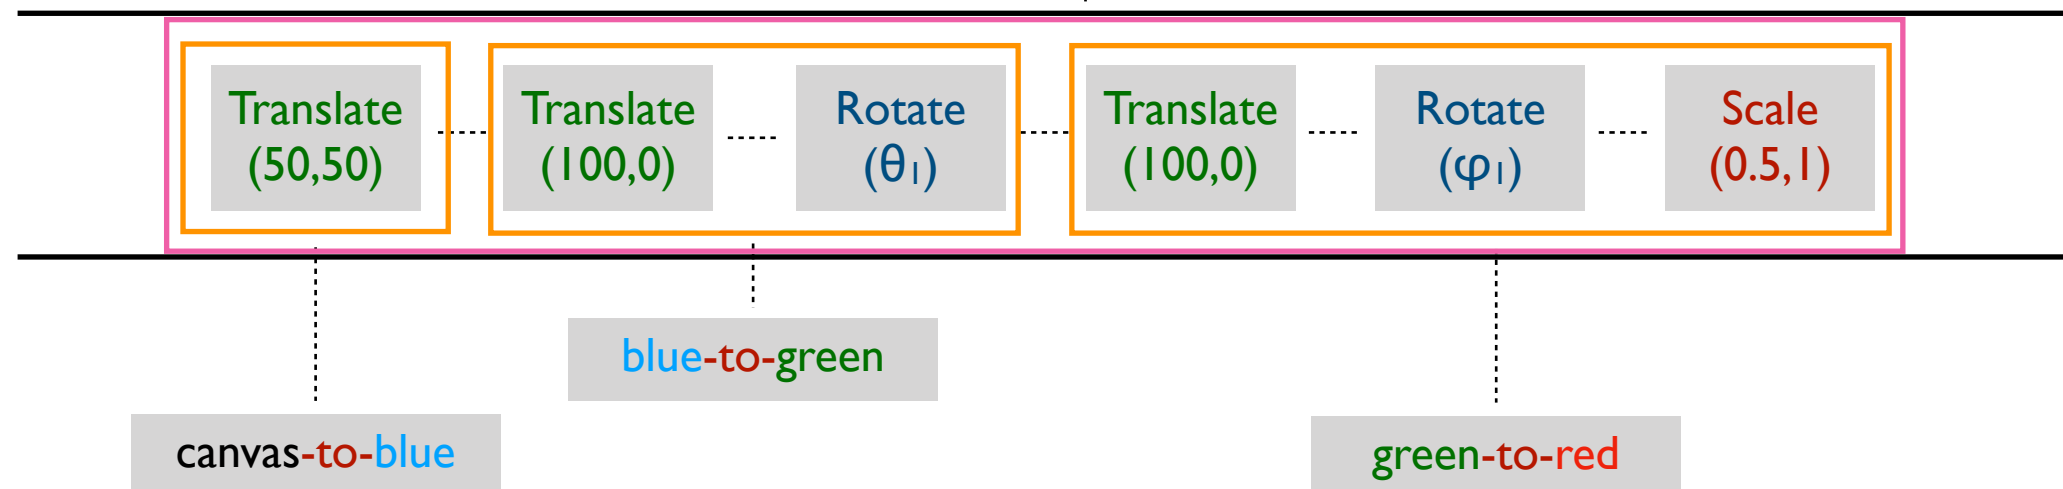 Translate
(50,50)
Translate
(100,0)
Rotate
(θ1)
Translate
(100,0)
Rotate
(φ1)
Scale
(0.5,1)
blue-to-green
canvas-to-blue
green-to-red